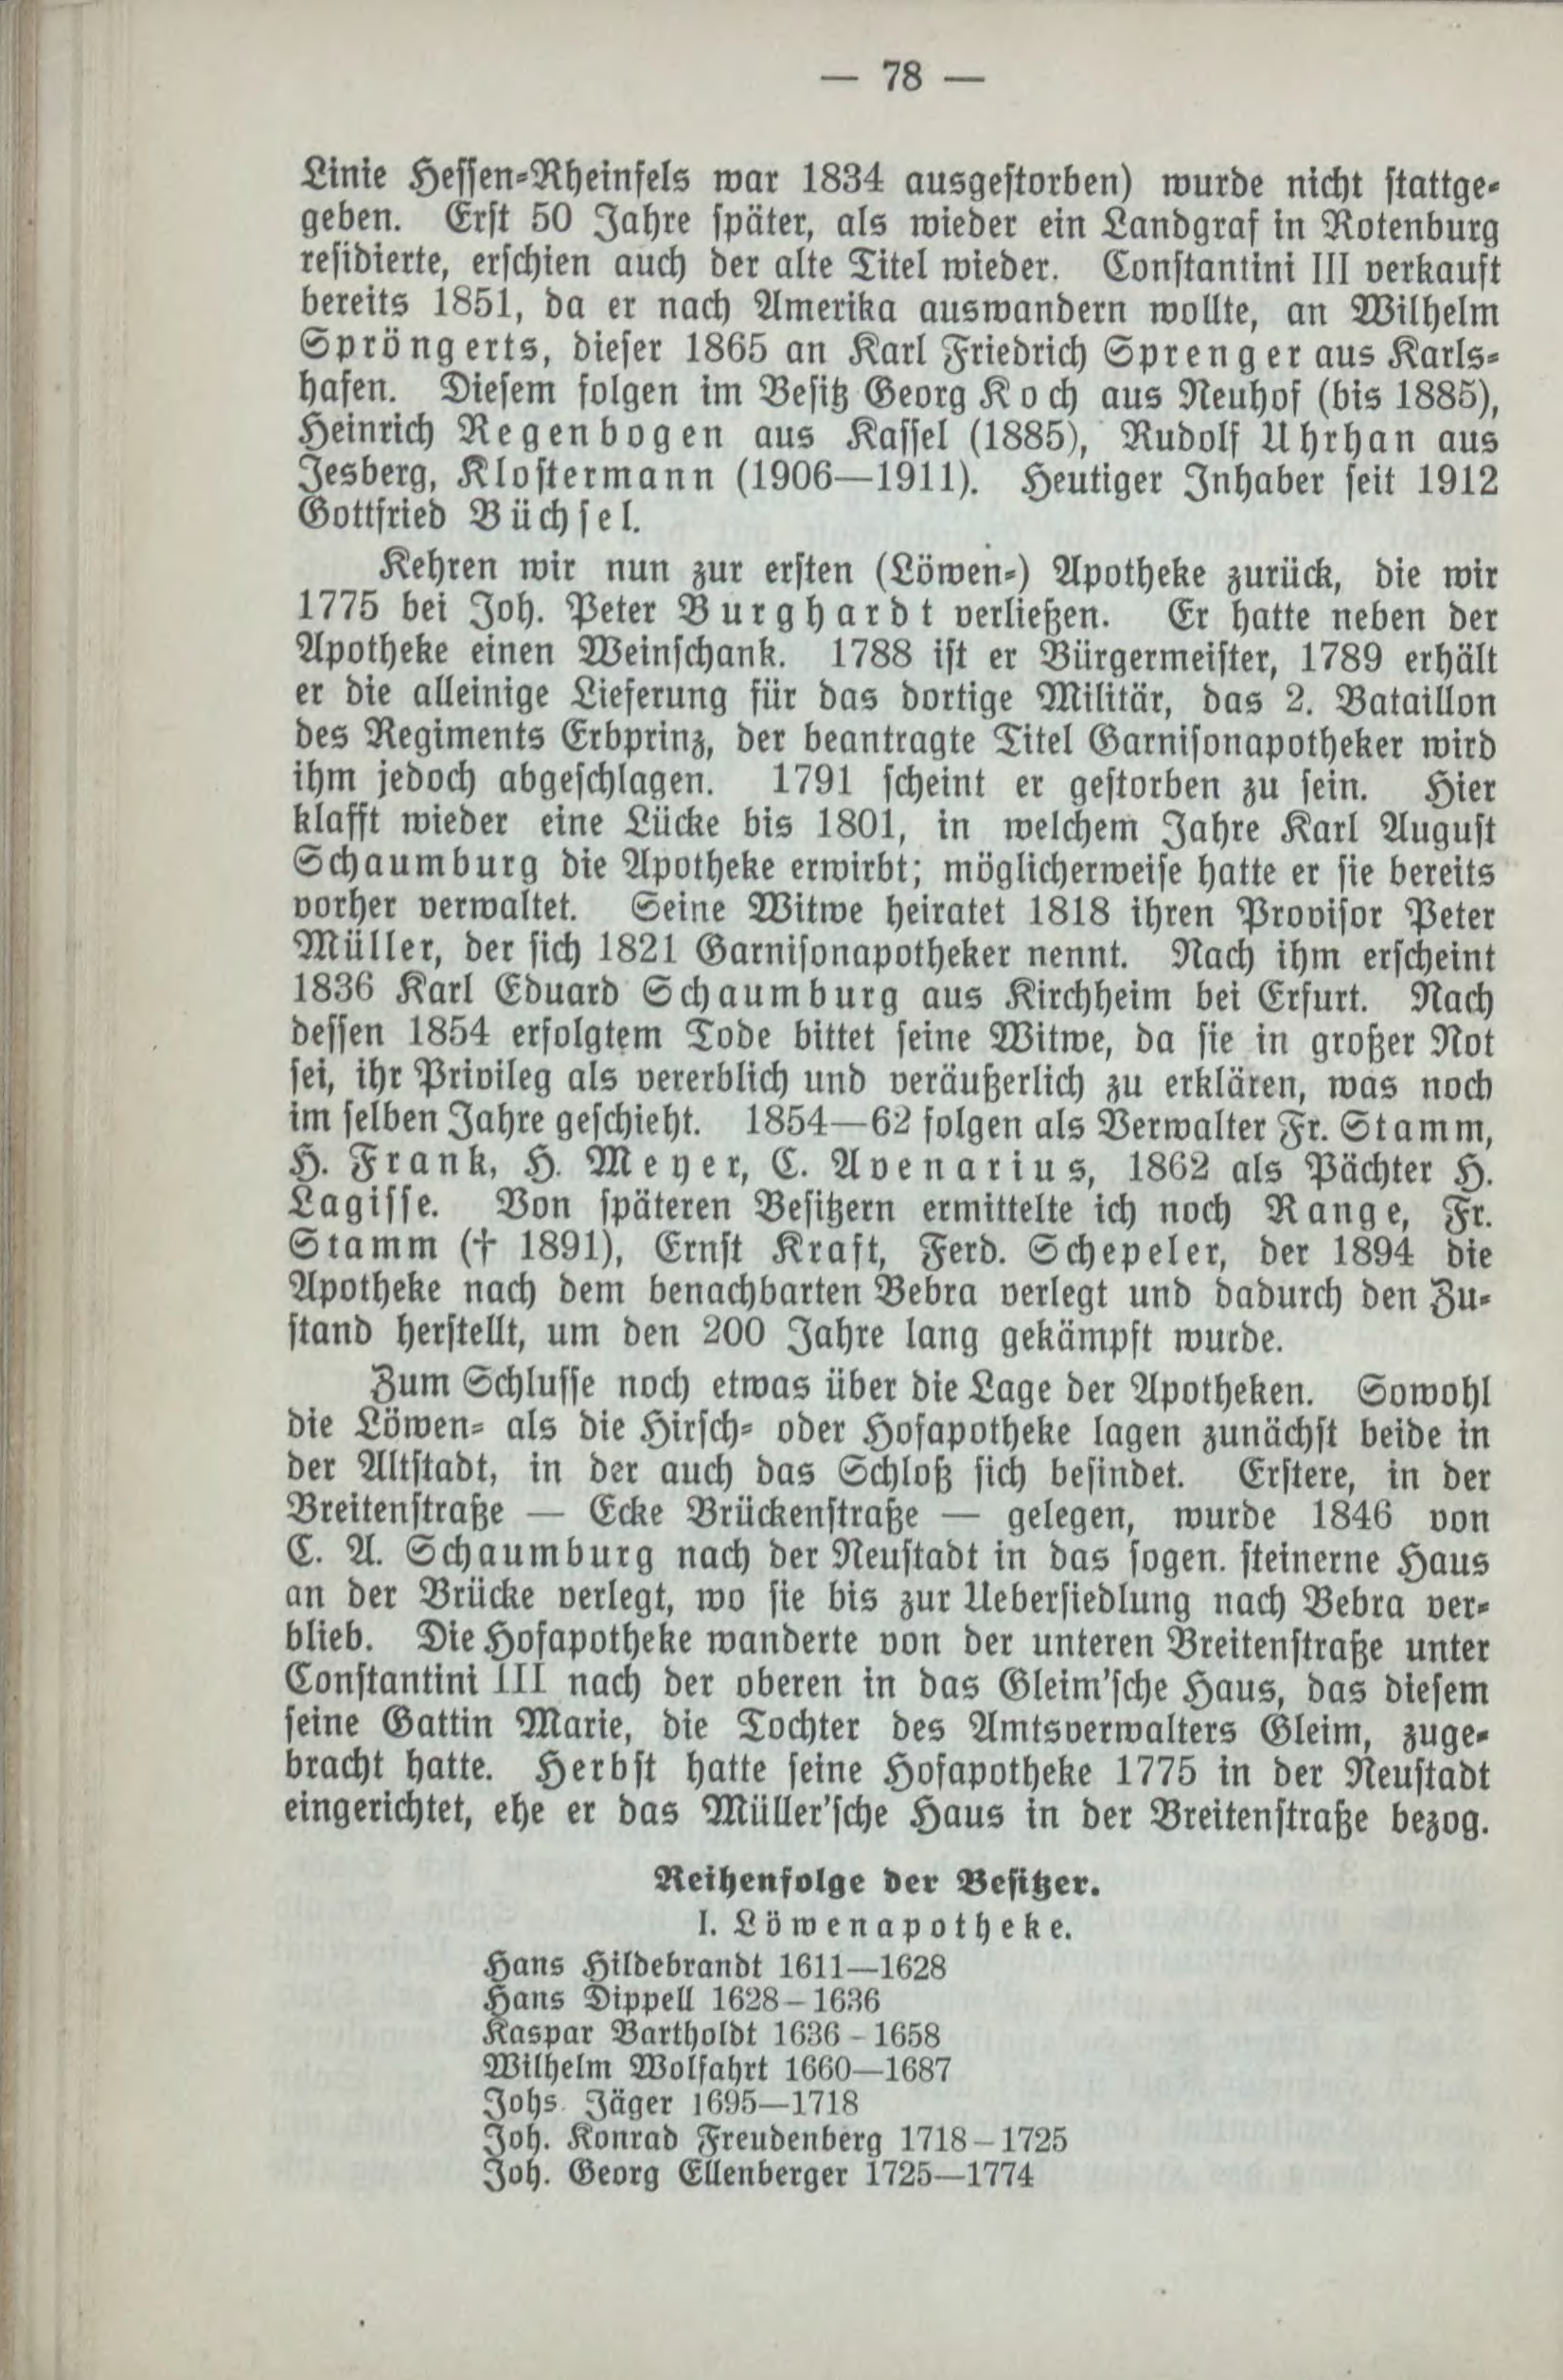 — 78 —
Linie Hessen-Rheinfels war 1834 ausgestorben) wurde nicht stattge-
geben. Erst 50 Jahre später, als wieder ein Landgraf in Rotenburg
residierte, erschien auch der alte Titel wieder. Constantini III verkauft
bereits 1851, da er nach Amerika auswandern wollte, an Wilhelm
Spröngerts, dieser 1865 an Karl Friedrich Sprenger aus Karls-
hafen. Diesem folgen im Besitz Georg Koch aus Neuhof (bis 1885),
Heinrich Regenbogen aus Kassel (1885), Rudolf Uhrhan aus
Jesberg, Klostermann (1906—1911). Heutiger Inhaber seit 1912
Gottfried Büchsel.
Kehren wir nun zur ersten (Löwen-) Apotheke zurück, die wir
1775 bei Joh. Peter Burghardt verließen. Er hatte neben der
Apotheke einen Weinschank. 1788 ist er Bürgermeister, 1789 erhält
er die alleinige Lieferung für das dortige Militär, das 2. Bataillon
des Regiments Erbprinz, der beantragte Titel Garnisonapotheker wird
ihm jedoch abgeschlagen. 1791 scheint er gestorben zu sein. Hier
klafft wieder eine Lücke bis 1801, in welchem Jahre Karl August
Schaumburg die Apotheke erwirbt; möglicherweise hatte er sie bereits
vorher verwaltet. Seine Witwe heiratet 1818 ihren Provisor Peter
Müller, der sich 1821 Garnisonapotheker nennt. Nach ihm erscheint
1836 Karl Eduard Schaumburg aus Kirchheim bei Erfurt. Nach
dessen 1854 erfolgtem Tode bittet seine Witwe, da sie in großer Not
sei, ihr Privileg als vererblich und veräußerlich zu erklären, was noch
im selben Jahre geschieht. 1854—62 folgen als Verwalter Fr. Stamm,
H. Frank, H. Meyer, C. Avenarius, 1862 als Pächter H.
Lagisse. Von späteren Besitzern ermittelte ich noch Range, Fr.
Stamm († 1891), Ernst Kraft, Ferd. Schepeler, der 1894 die
Apotheke nach dem benachbarten Bebra verlegt und dadurch den Zu-
stand herstellt, um den 200 Jahre lang gekämpft wurde.
Zum Schlusse noch etwas über die Lage der Apotheken. Sowohl
die Löwen- als die Hirsch- oder Hofapotheke lagen zunächst beide in
der Altstadt, in der auch das Schloß sich befindet. Erstere, in der
Breitenstraße — Ecke Brückenstraße — gelegen, wurde 1846 von
C. A. Schaumburg nach der Neustadt in das sogen. steinerne Haus
an der Brücke verlegt, wo sie bis zur Uebersiedlung nach Bebra ver-
blieb. Die Hofapotheke wanderte von der unteren Breitenstraße unter
Constantini III nach der oberen in das Gleim'sche Haus, das diesem
seine Gattin Marie, die Tochter des Amtsverwalters Gleim, zuge-
bracht hatte. Herbst hatte seine Hofapotheke 1775 in der Neustadt
eingerichtet, ehe er das Müller'sche Haus in der Breitenstraße bezog.
Reihenfolge der Besitzer.
I. Löwenapotheke.
Hans Hildebrandt 1611—1628
Hans Dippell 1628–1636
Kaspar Bartholdt 1636–1658
Wilhelm Wolfahrt 1660—1687
Johs. Jäger 1695—1718
Joh. Konrad Freudenberg 1718–1725
Joh. Georg Ellenberger 1725—1774